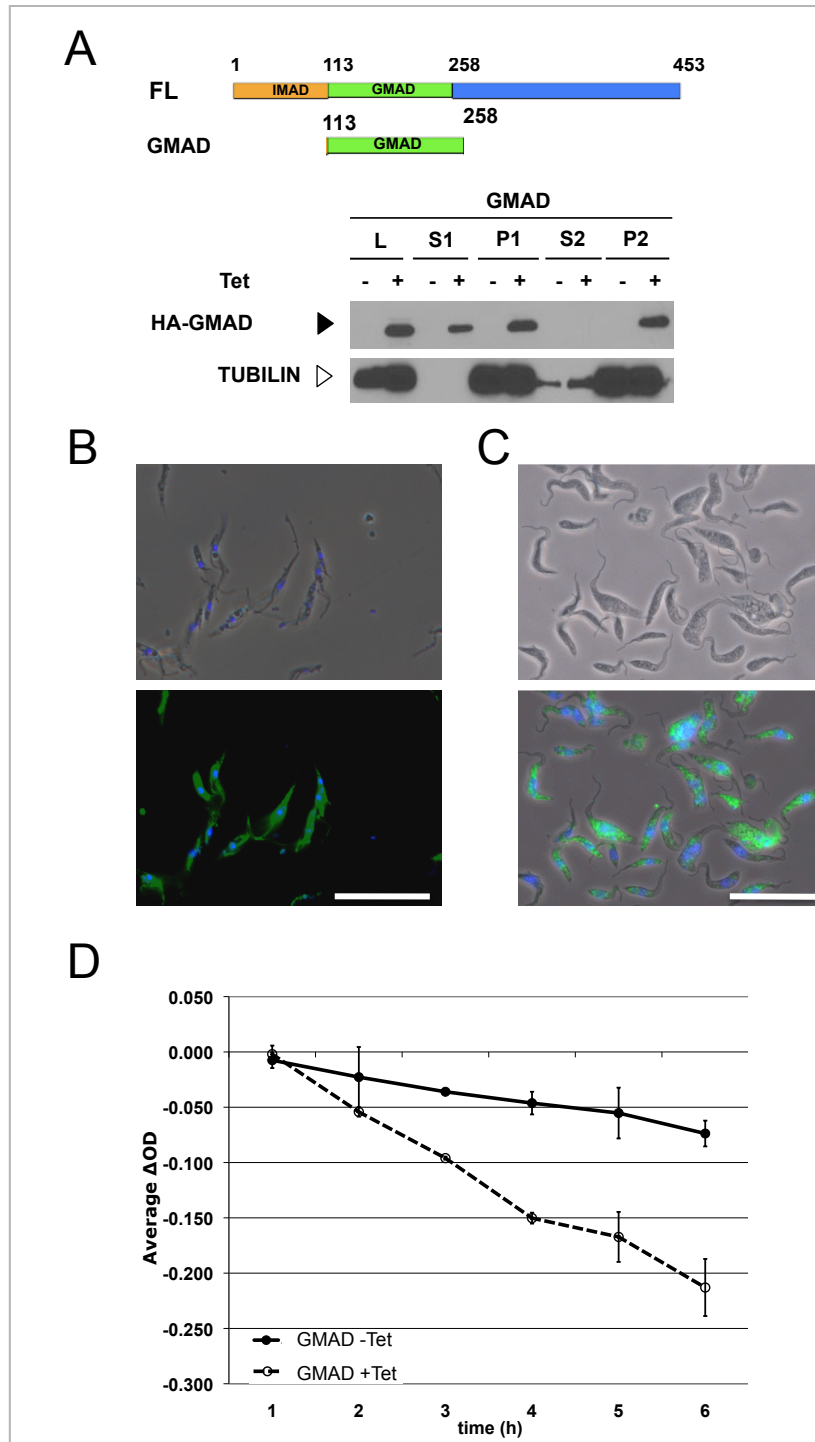 A
1 113 258 453
FL IMAD GMAD
113 258
GMAD GMAD
GMAD
L S1 P1 S2 P2
Tet - + - + - + - + - +
HA-GMAD
TUBILIN
B C
D
0.050
0.000
-0.050
-0.100
-0.150
-0.200
-0.250
-0.300
Average ΔOD
GMAD -Tet
GMAD +Tet
1 2 3 4 5 6
time (h)